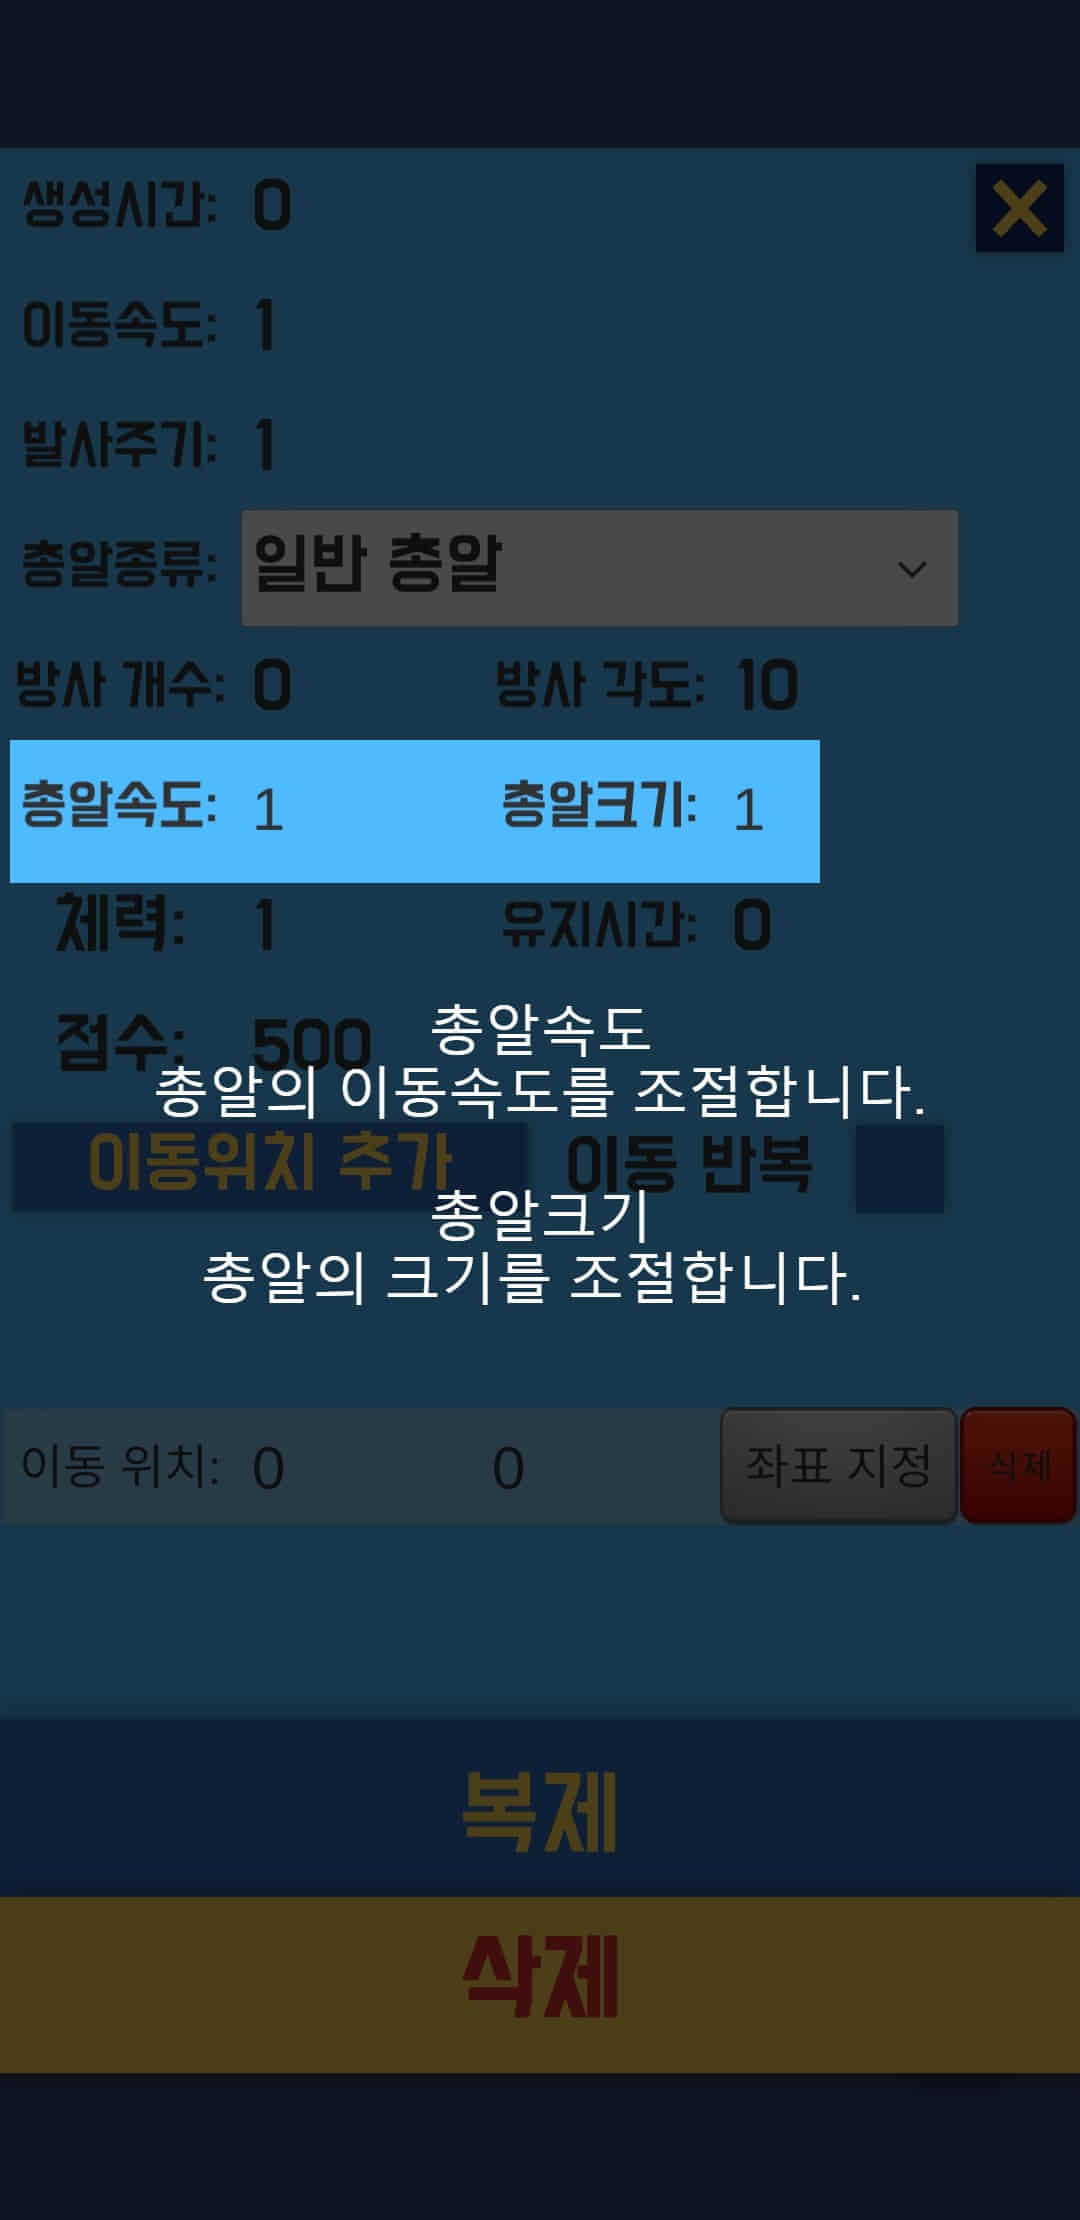 생성시간: 0
이동속도: 1
발사주기: 1
총알종류: 일반 총알
방사 개수: 0 방사 각도: 10
총알속도: 1 총알크기: 1
체력: 1 유지시간: 0
점수: 500
총알속도
총알의 이동속도를 조절합니다.
이동위치 추가 이동 반복
총알크기
총알의 크기를 조절합니다.
이동 위치: 0 0 좌표 지정 삭제
복제
삭제